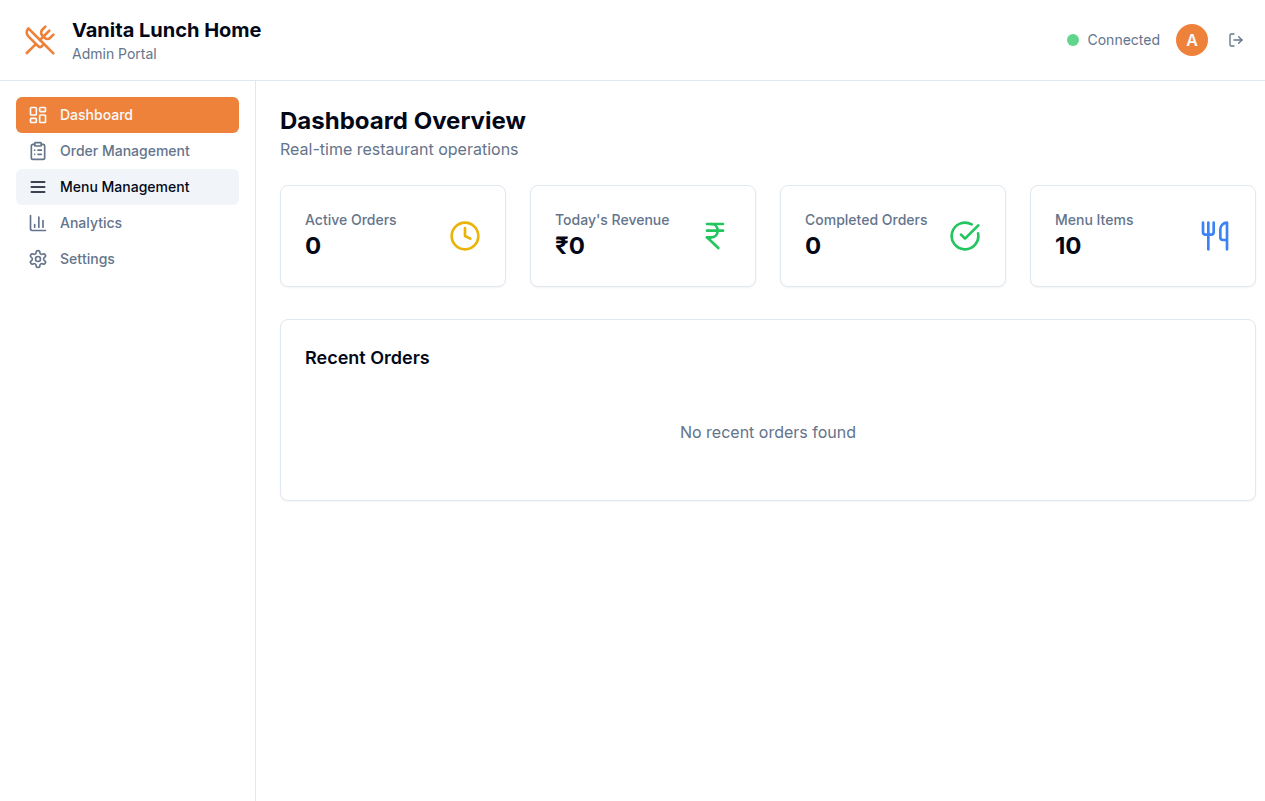 Vanita Lunch Home
Admin Portal
Connected
A
Dashboard
Order Management
Menu Management
Analytics
Settings
Dashboard Overview
Real-time restaurant operations
Active Orders
0
Today's Revenue
₹0
Completed Orders
0
Menu Items
10
Recent Orders
No recent orders found